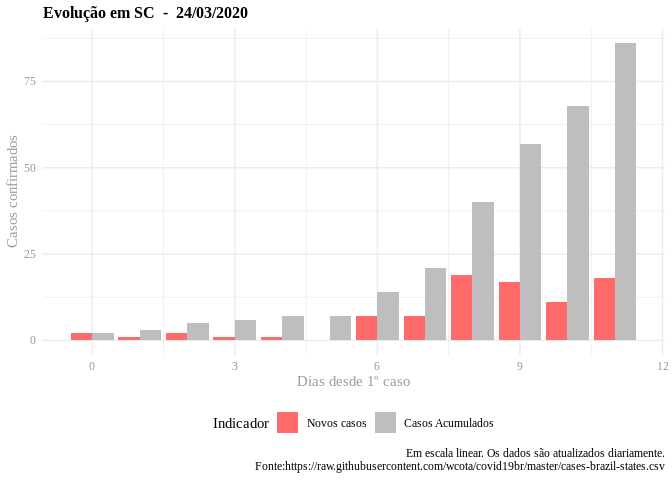 Evolução em SC - 24/03/2020
Casos confirmados
75
50
25
0
0 3 6 9 12
Dias desde 1º caso
Indicador Novos casos Casos Acumulados
Em escala linear. Os dados são atualizados diariamente.
Fonte:https://raw.githubusercontent.com/wcota/covid19br/master/cases-brazil-states.csv